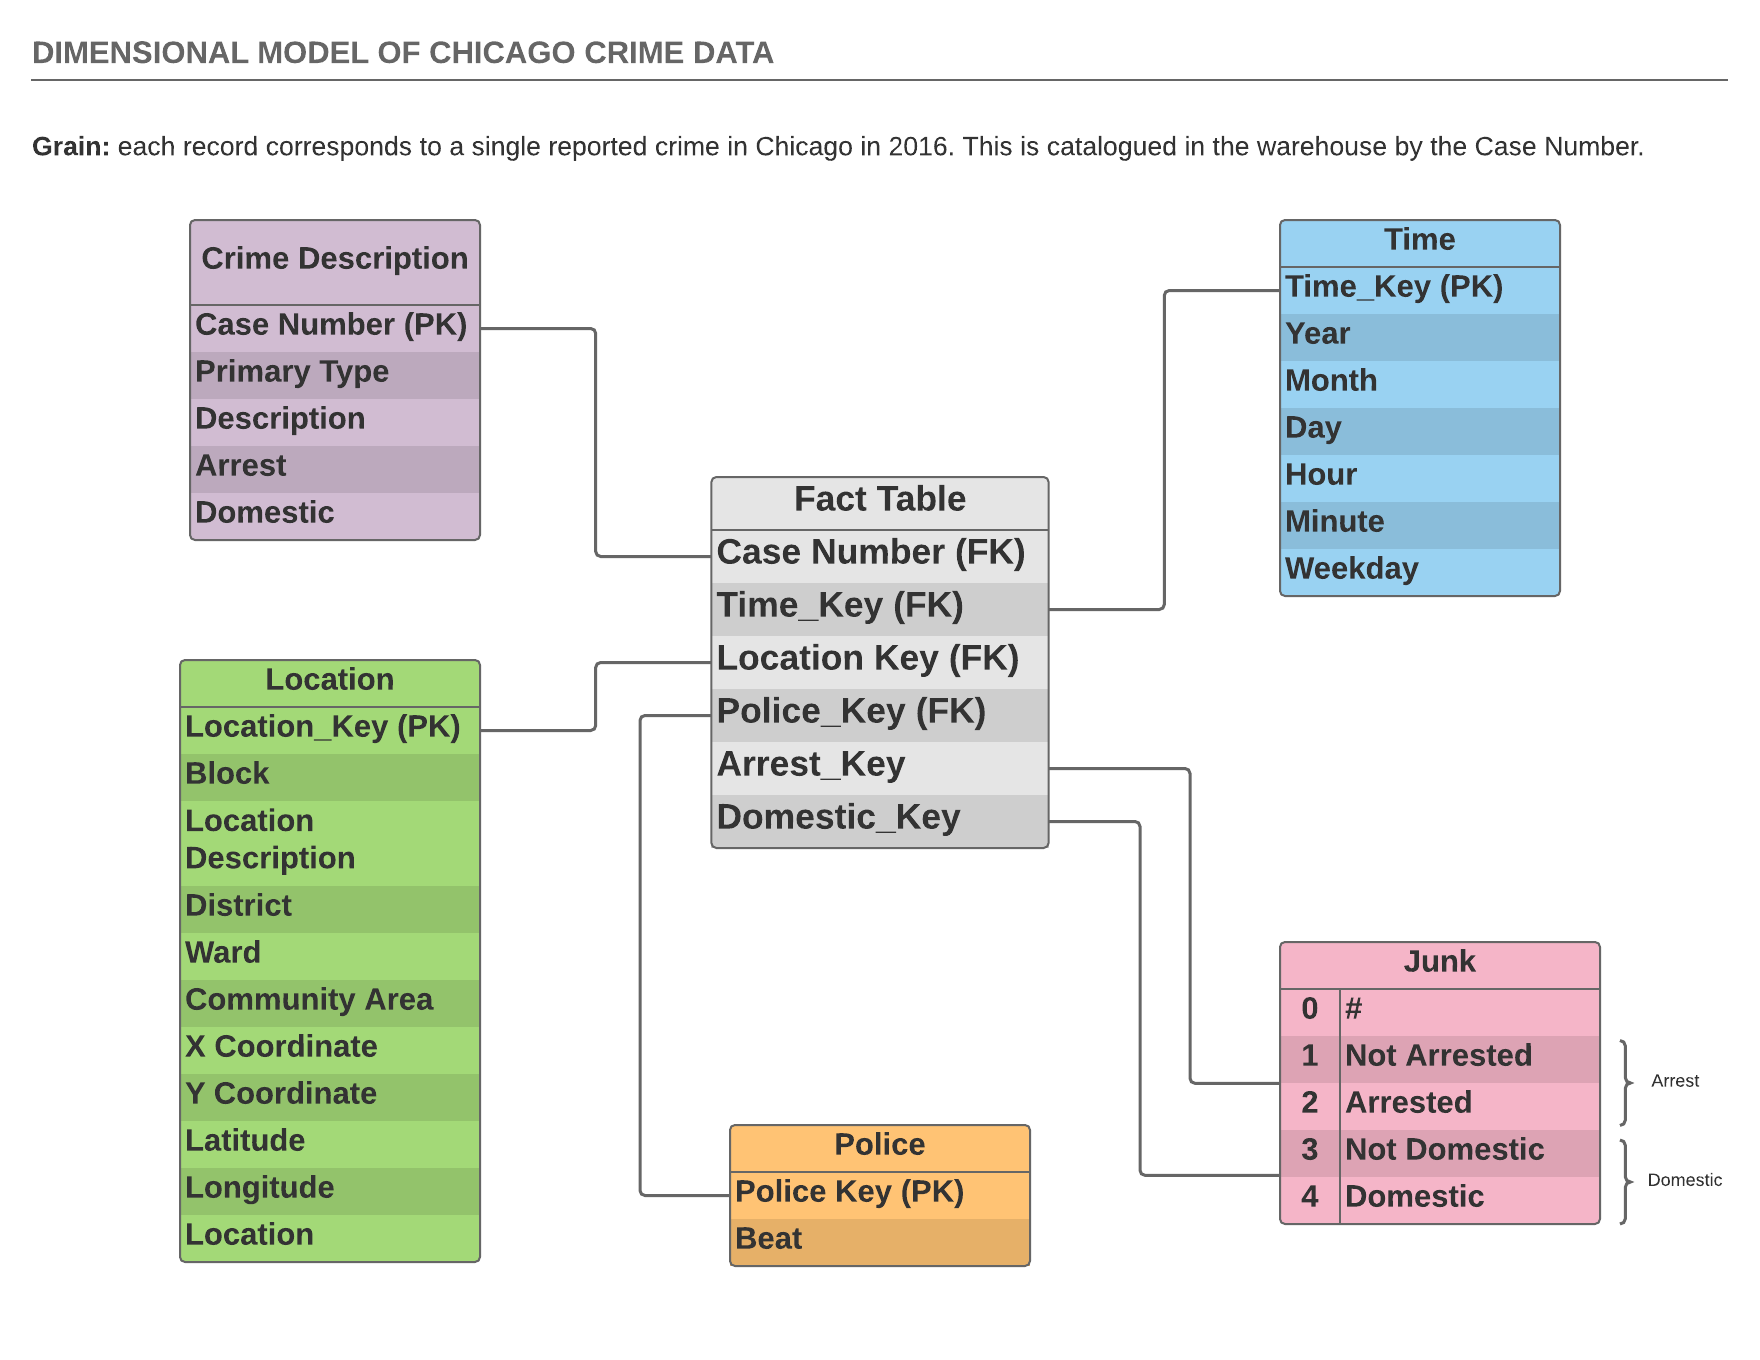 DIMENSIONAL MODEL OF CHICAGO CRIME DATA
Grain: each record corresponds to a single reported crime in Chicago in 2016. This is catalogued in the warehouse by the Case Number.
Crime Description
Case Number (PK)
Primary Type
Description
Arrest
Domestic
Time
Time_Key (PK)
Year
Month
Day
Hour
Minute
Weekday
Fact Table
Case Number (FK)
Time_Key (FK)
Location Key (FK)
Police_Key (FK)
Arrest_Key
Domestic_Key
Location
Location_Key (PK)
Block
Location
Description
District
Ward
Community Area
X Coordinate
Y Coordinate
Latitude
Longitude
Location
Police
Police Key (PK)
Beat
Junk
0 #
1 Not Arrested
2 Arrested
3 Not Domestic
4 Domestic
Arrest
Domestic